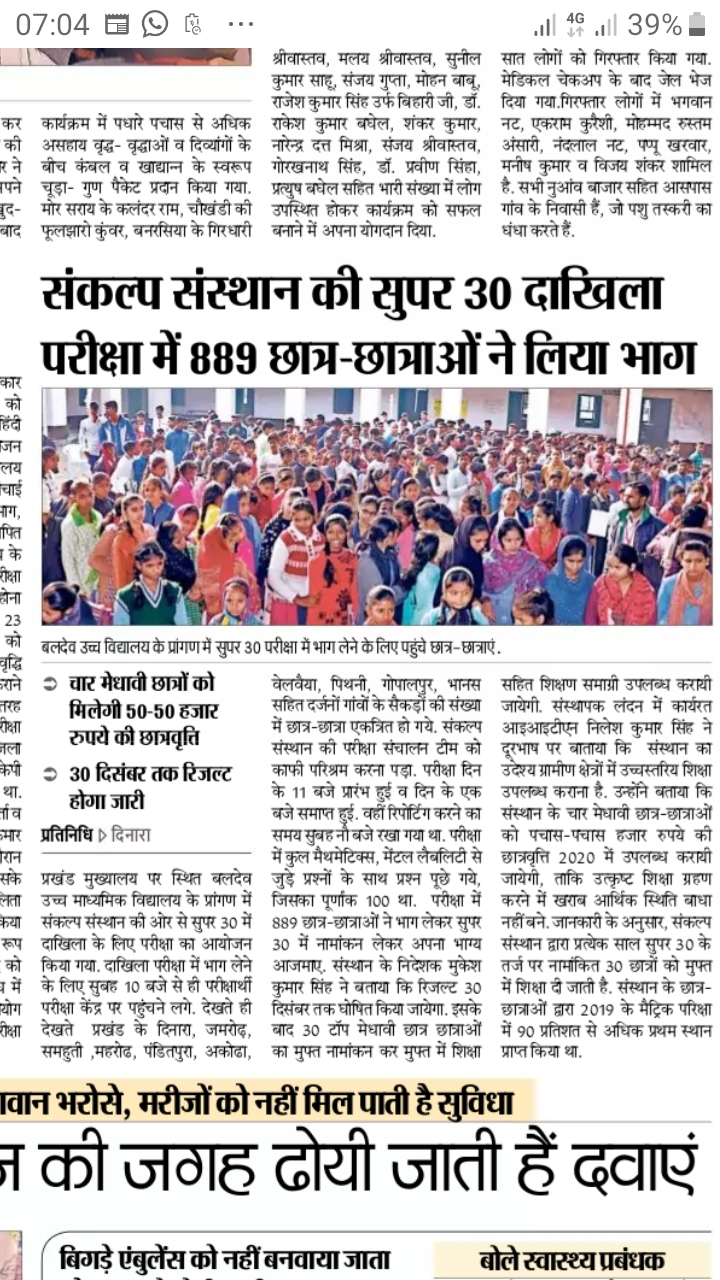 07:04
4G
39%
श्रीवास्तव, मलय श्रीवास्तव, सुनील
कुमार साहू, संजय गुप्ता, मोहन बाबू,
राजेश कुमार सिंह उर्फ बिहारी जी, डॉ.
राकेश कुमार बघेल, शंकर कुमार,
नारेन्द्र दत्त मिश्रा, संजय श्रीवास्तव,
गोरखनाथ सिंह, डॉ. प्रवीण सिंहा,
प्रत्युष बघेल सहित भारी संख्या में लोग
उपस्थित होकर कार्यक्रम को सफल
बनाने में अपना योगदान दिया.
सात लोगों को गिरफ्तार किया गया.
मेडिकल चेकअप के बाद जेल भेज
दिया गया.गिरफ्तार लोगों में भगवान
नट, एकराम कुरैशी, मोहम्मद रुस्तम
अंसारी, नंदलाल नट, पप्पू खरवार,
मनीष कुमार व विजय शंकर शामिल
है. सभी नुआंव बाजार सहित आसपास
गांव के निवासी हैं, जो पशु तस्करी का
धंधा करते हैं.
कार्यक्रम में पधारे पचास से अधिक
असहाय वृद्ध- वृद्धाओं व दिव्यांगों के
बीच कंबल व खाद्यान्न के स्वरूप
चूड़ा- गुण पैकेट प्रदान किया गया.
मोर सराय के कलंदर राम, चौखंडी की
फूलझारो कुंवर, बनरसिया के गिरधारी
संकल्प संस्थान की सुपर 30 दाखिला
परीक्षा में 889 छात्र-छात्राओं ने लिया भाग
बलदेव उच्च विद्यालय के प्रांगण में सुपर 30 परीक्षा में भाग लेने के लिए पहुंचे छात्र-छात्राएं.
चार मेधावी छात्रों को
मिलेगी 50-50 हजार
रुपये की छात्रवृत्ति
30 दिसंबर तक रिजल्ट
होगा जारी
प्रतिनिधि ▷ दिनारा
प्रखंड मुख्यालय पर स्थित बलदेव
उच्च माध्यमिक विद्यालय के प्रांगण में
संकल्प संस्थान की ओर से सुपर 30 में
दाखिला के लिए परीक्षा का आयोजन
किया गया. दाखिला परीक्षा में भाग लेने
के लिए सुबह 10 बजे से ही परीक्षार्थी
परीक्षा केंद्र पर पहुंचने लगे. देखते ही
देखते प्रखंड के दिनारा, जमरोढ़,
समहुती ,महरोढ, पंडितपुरा, अकोढा,
वेलवैया, पिथनी, गोपालपुर, भानस
सहित दर्जनों गांवों के सैकड़ों की संख्या
में छात्र-छात्रा एकत्रित हो गये. संकल्प
संस्थान की परीक्षा संचालन टीम को
काफी परिश्रम करना पड़ा. परीक्षा दिन
के 11 बजे प्रारंभ हुई व दिन के एक
बजे समाप्त हुई. वहीं रिपोर्टिंग करने का
समय सुबह नौ बजे रखा गया था. परीक्षा
में कुल मैथमेटिक्स, मेंटल लैबलिटी से
जुड़े प्रश्नों के साथ प्रश्न पूछे गये,
जिसका पूर्णांक 100 था. परीक्षा में
889 छात्र-छात्राओं ने भाग लेकर सुपर
30 में नामांकन लेकर अपना भाग्य
आजमाए. संस्थान के निदेशक मुकेश
कुमार सिंह ने बताया कि रिजल्ट 30
दिसंबर तक घोषित किया जायेगा. इसके
बाद 30 टॉप मेधावी छात्र छात्राओं
का मुफ्त नामांकन कर मुफ्त में शिक्षा
सहित शिक्षण सामाग्री उपलब्ध करायी
जायेगी. संस्थापक लंदन में कार्यरत
आइआइटीएन निलेश कुमार सिंह ने
दूरभाष पर बाताया कि संस्थान का
उदेश्य ग्रामीण क्षेत्रों में उच्चस्तरिय शिक्षा
उपलब्ध कराना है. उन्होंने बताया कि
संस्थान के चार मेधावी छात्र-छात्राओं
को पचास-पचास हजार रुपये की
छात्रवृत्ति 2020 में उपलब्ध करायी
जायेगी, ताकि उत्कृष्ट शिक्षा ग्रहण
करने में खराब आर्थिक स्थिति बाधा
नहीं बने. जानकारी के अनुसार, संकल्प
संस्थान द्वारा प्रत्येक साल सुपर 30 के
तर्ज पर नामांकित 30 छात्रों को मुफ्त
में शिक्षा दी जाती है. संस्थान के छात्र-
छात्राओं द्वारा 2019 के मैट्रिक परिक्षा
में 90 प्रतिशत से अधिक प्रथम स्थान
प्राप्त किया था.
भरोसे, मरीजों को नहीं मिल पाती है सुविधा
की जगह ढोयी जाती हैं दवाएं
बिगड़े एंबुलेंस को नहीं बनवाया जाता
बोले स्वास्थ्य प्रबंधक